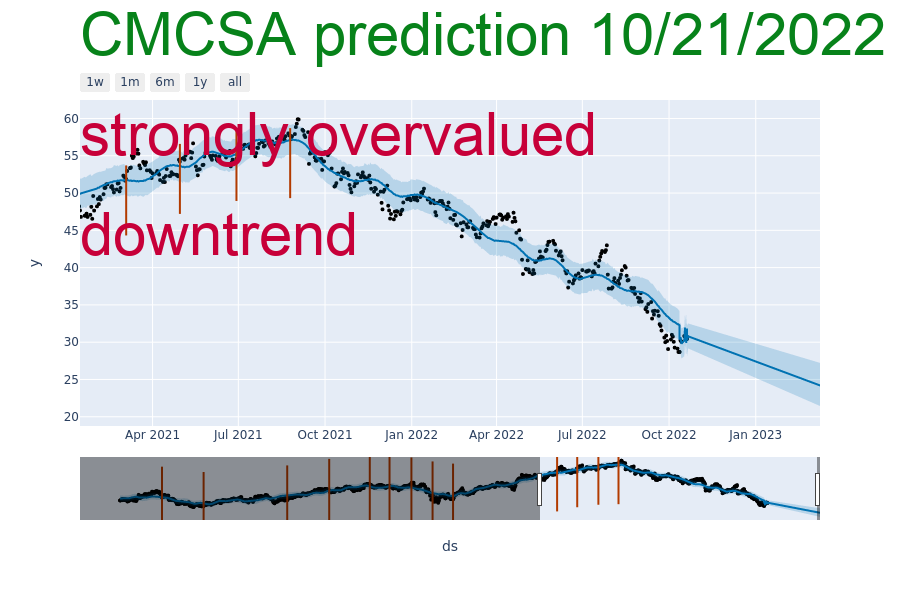 CMCSA prediction 10/21/2022
1w 1m 6m 1y all
60
strongly overvalued
55
50
downtrend
45
y
40
35
30
25
20
Apr 2021 Jul 2021 Oct 2021 Jan 2022 Apr 2022 Jul 2022 Oct 2022 Jan 2023
ds